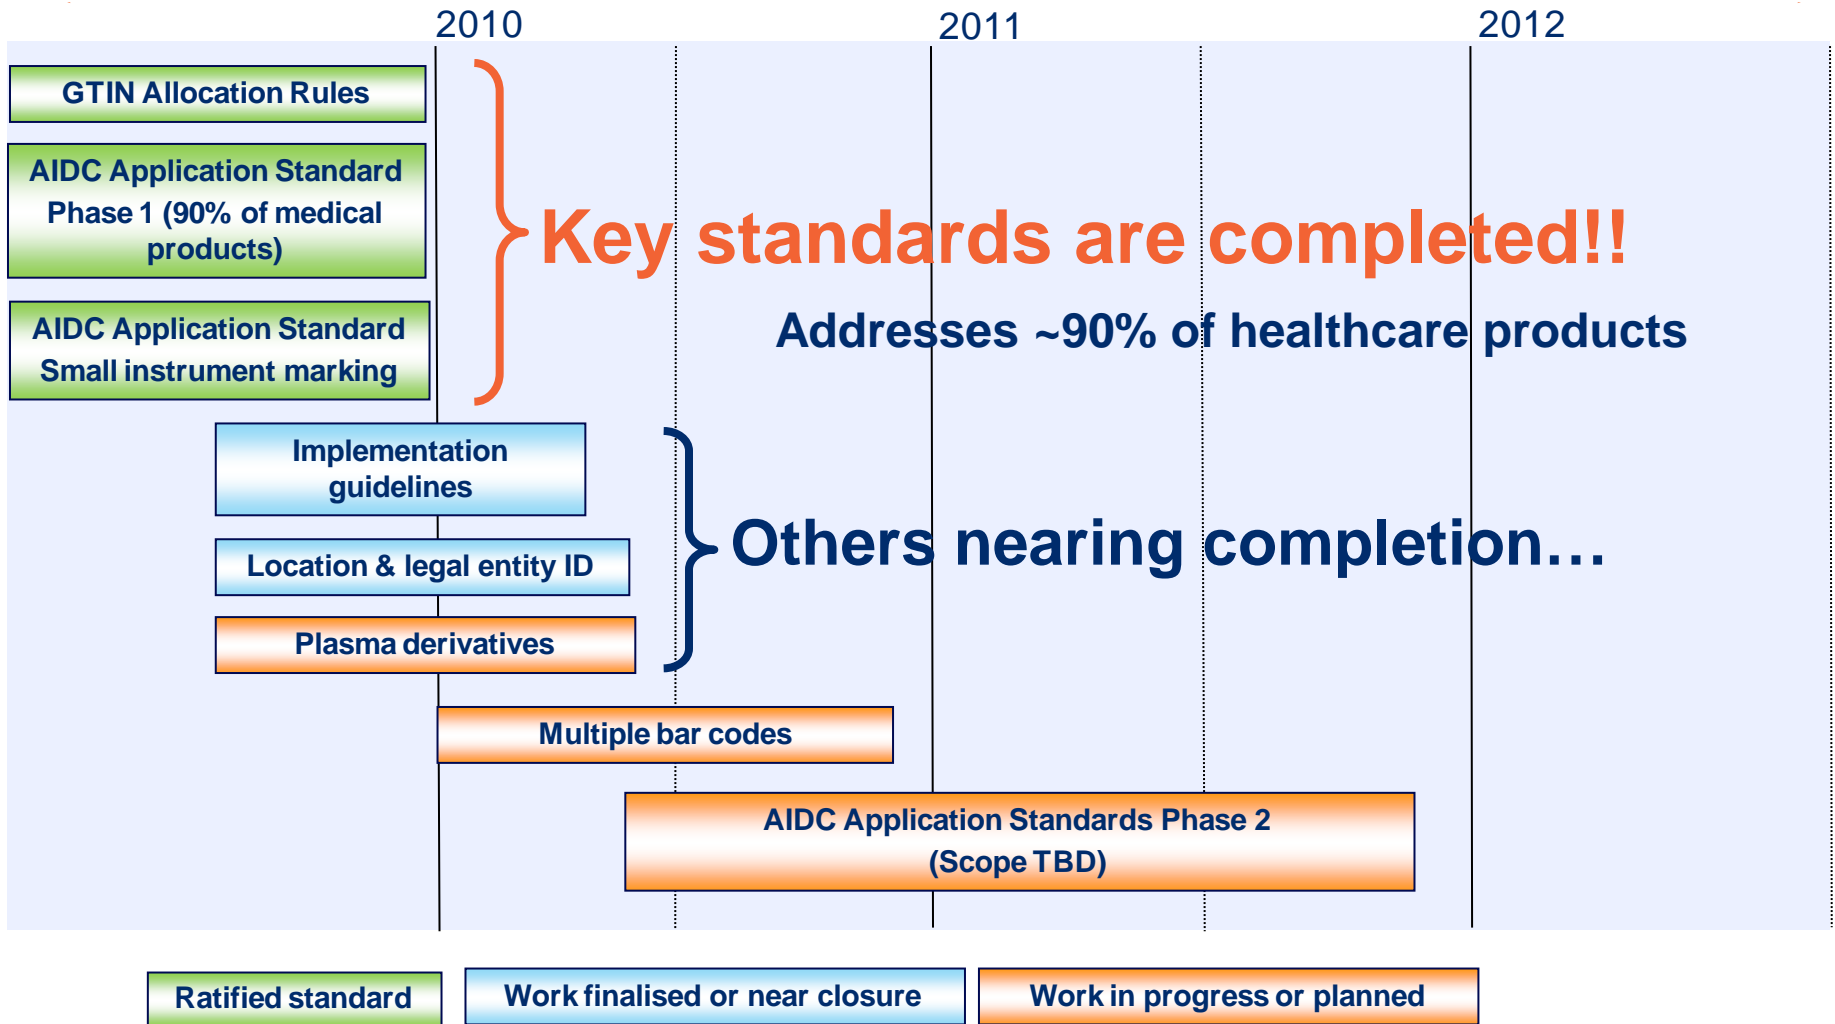 2010
2011
2012
GTIN Allocation Rules
AIDC Application Standard
Phase 1 (90% of medical
products)
AIDC Application Standard
Small instrument marking
Key standards are completed!!
Addresses ~90% of healthcare products
Implementation
guidelines
Location & legal entity ID
Plasma derivatives
Others nearing completion…
Multiple bar codes
AIDC Application Standards Phase 2
(Scope TBD)
Ratified standard
Work finalised or near closure
Work in progress or planned